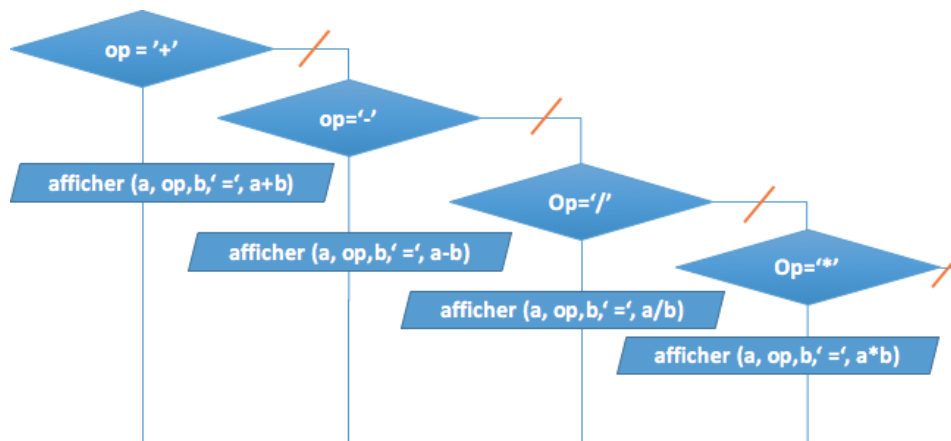 op = ’+’
op=‘-’
afficher (a, op,b,‘ =‘, a+b)
Op=‘/’
afficher (a, op,b,‘ =‘, a-b)
Op=‘*’
afficher (a, op,b,‘ =‘, a/b)
afficher (a, op,b,‘ =‘, a*b)